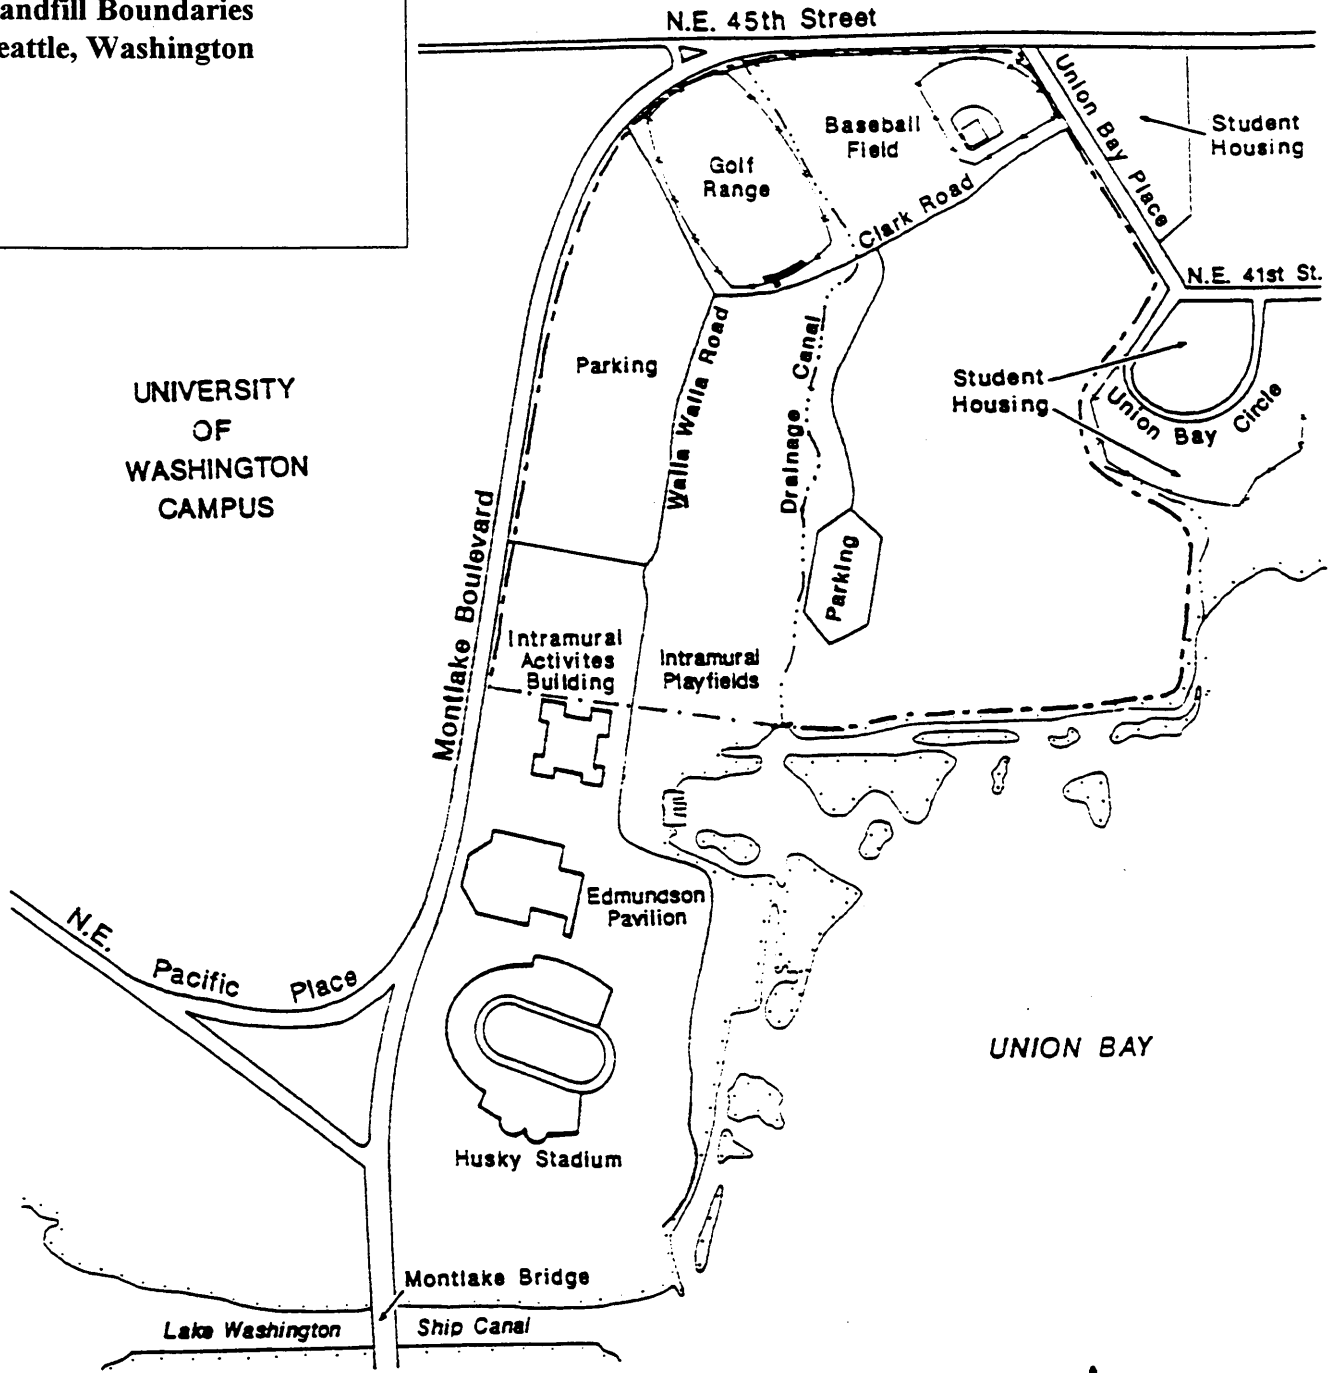 andfill Boundaries
eattle, Washington
N.E. 45th Street
Union Bay Place
Student
Housing
Baseball
Field
Golf
Range
Clark Road
N.E. 41st St.
Parking
Walla Walla Road
Drainage Canal
Student
Housing
Union Bay Circle
UNIVERSITY
OF
WASHINGTON
CAMPUS
Montlake Boulevard
Parking
Intramural
Activites
Building
Intramural
Playfields
Edmundson
Pavilion
N.E. Pacific Place
UNION BAY
Husky Stadium
Montlake Bridge
Lake Washington Ship Canal